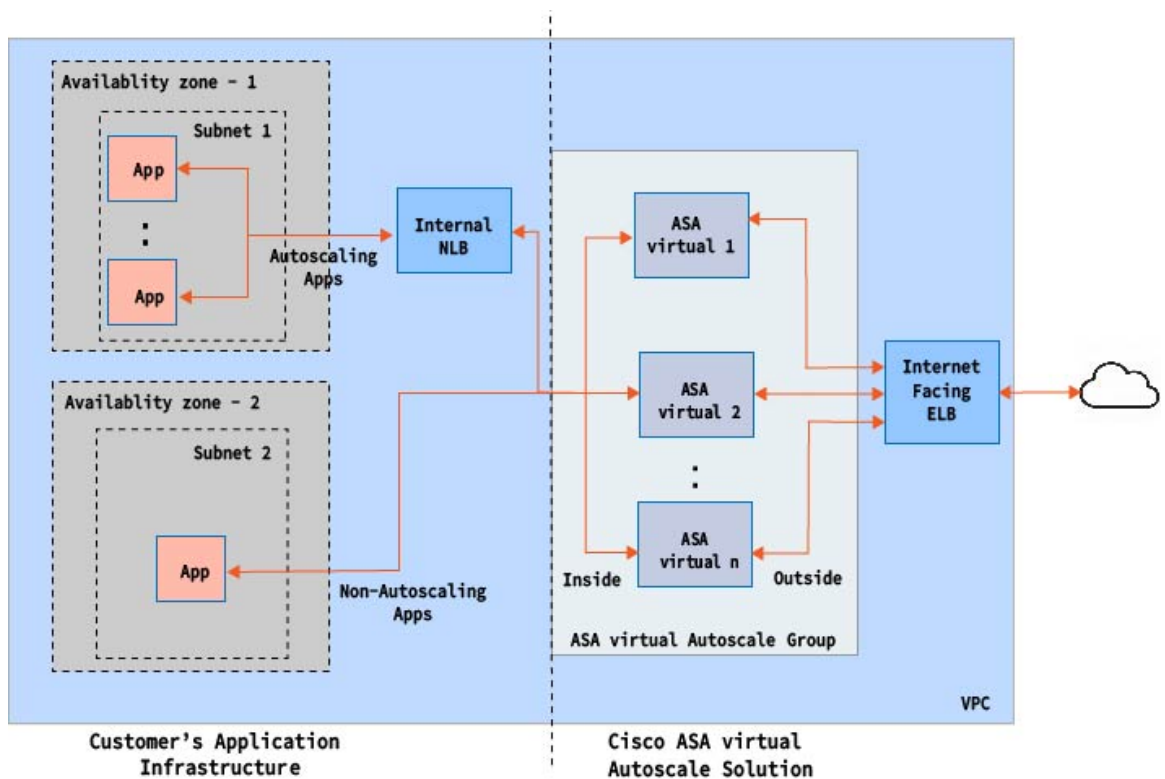 Availablity zone - 1
Subnet 1
App
:
App
Autoscaling
Apps
Internal
NLB
Availablity zone - 2
Subnet 2
App
Non-Autoscaling
Apps
ASA
virtual 1
ASA
virtual 2
:
ASA
virtual n
Inside
Outside
ASA virtual Autoscale Group
Internet
Facing
ELB
VPC
Customer's Application
Infrastructure
Cisco ASA virtual
Autoscale Solution